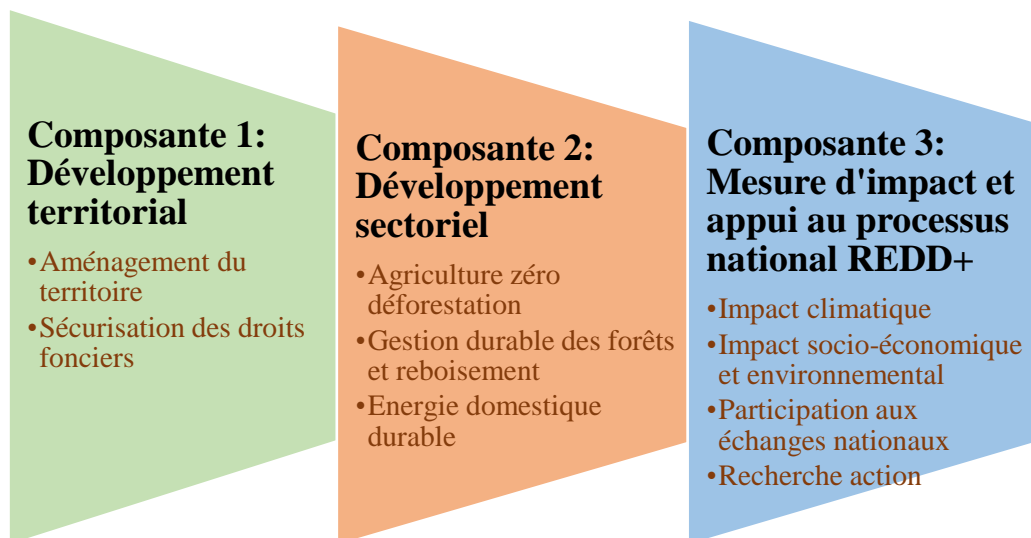 Composante 1:
Développement
territorial
•Aménagement du
territoire
•Sécurisation des droits
fonciers
Composante 2:
Développement
sectoriel
•Agriculture zéro
déforestation
•Gestion durable des forêts
et reboisement
•Energie domestique
durable
Composante 3:
Mesure d'impact et
appui au processus
national REDD+
•Impact climatique
•Impact socio-économique
et environnemental
•Participation aux
échanges nationaux
•Recherche action